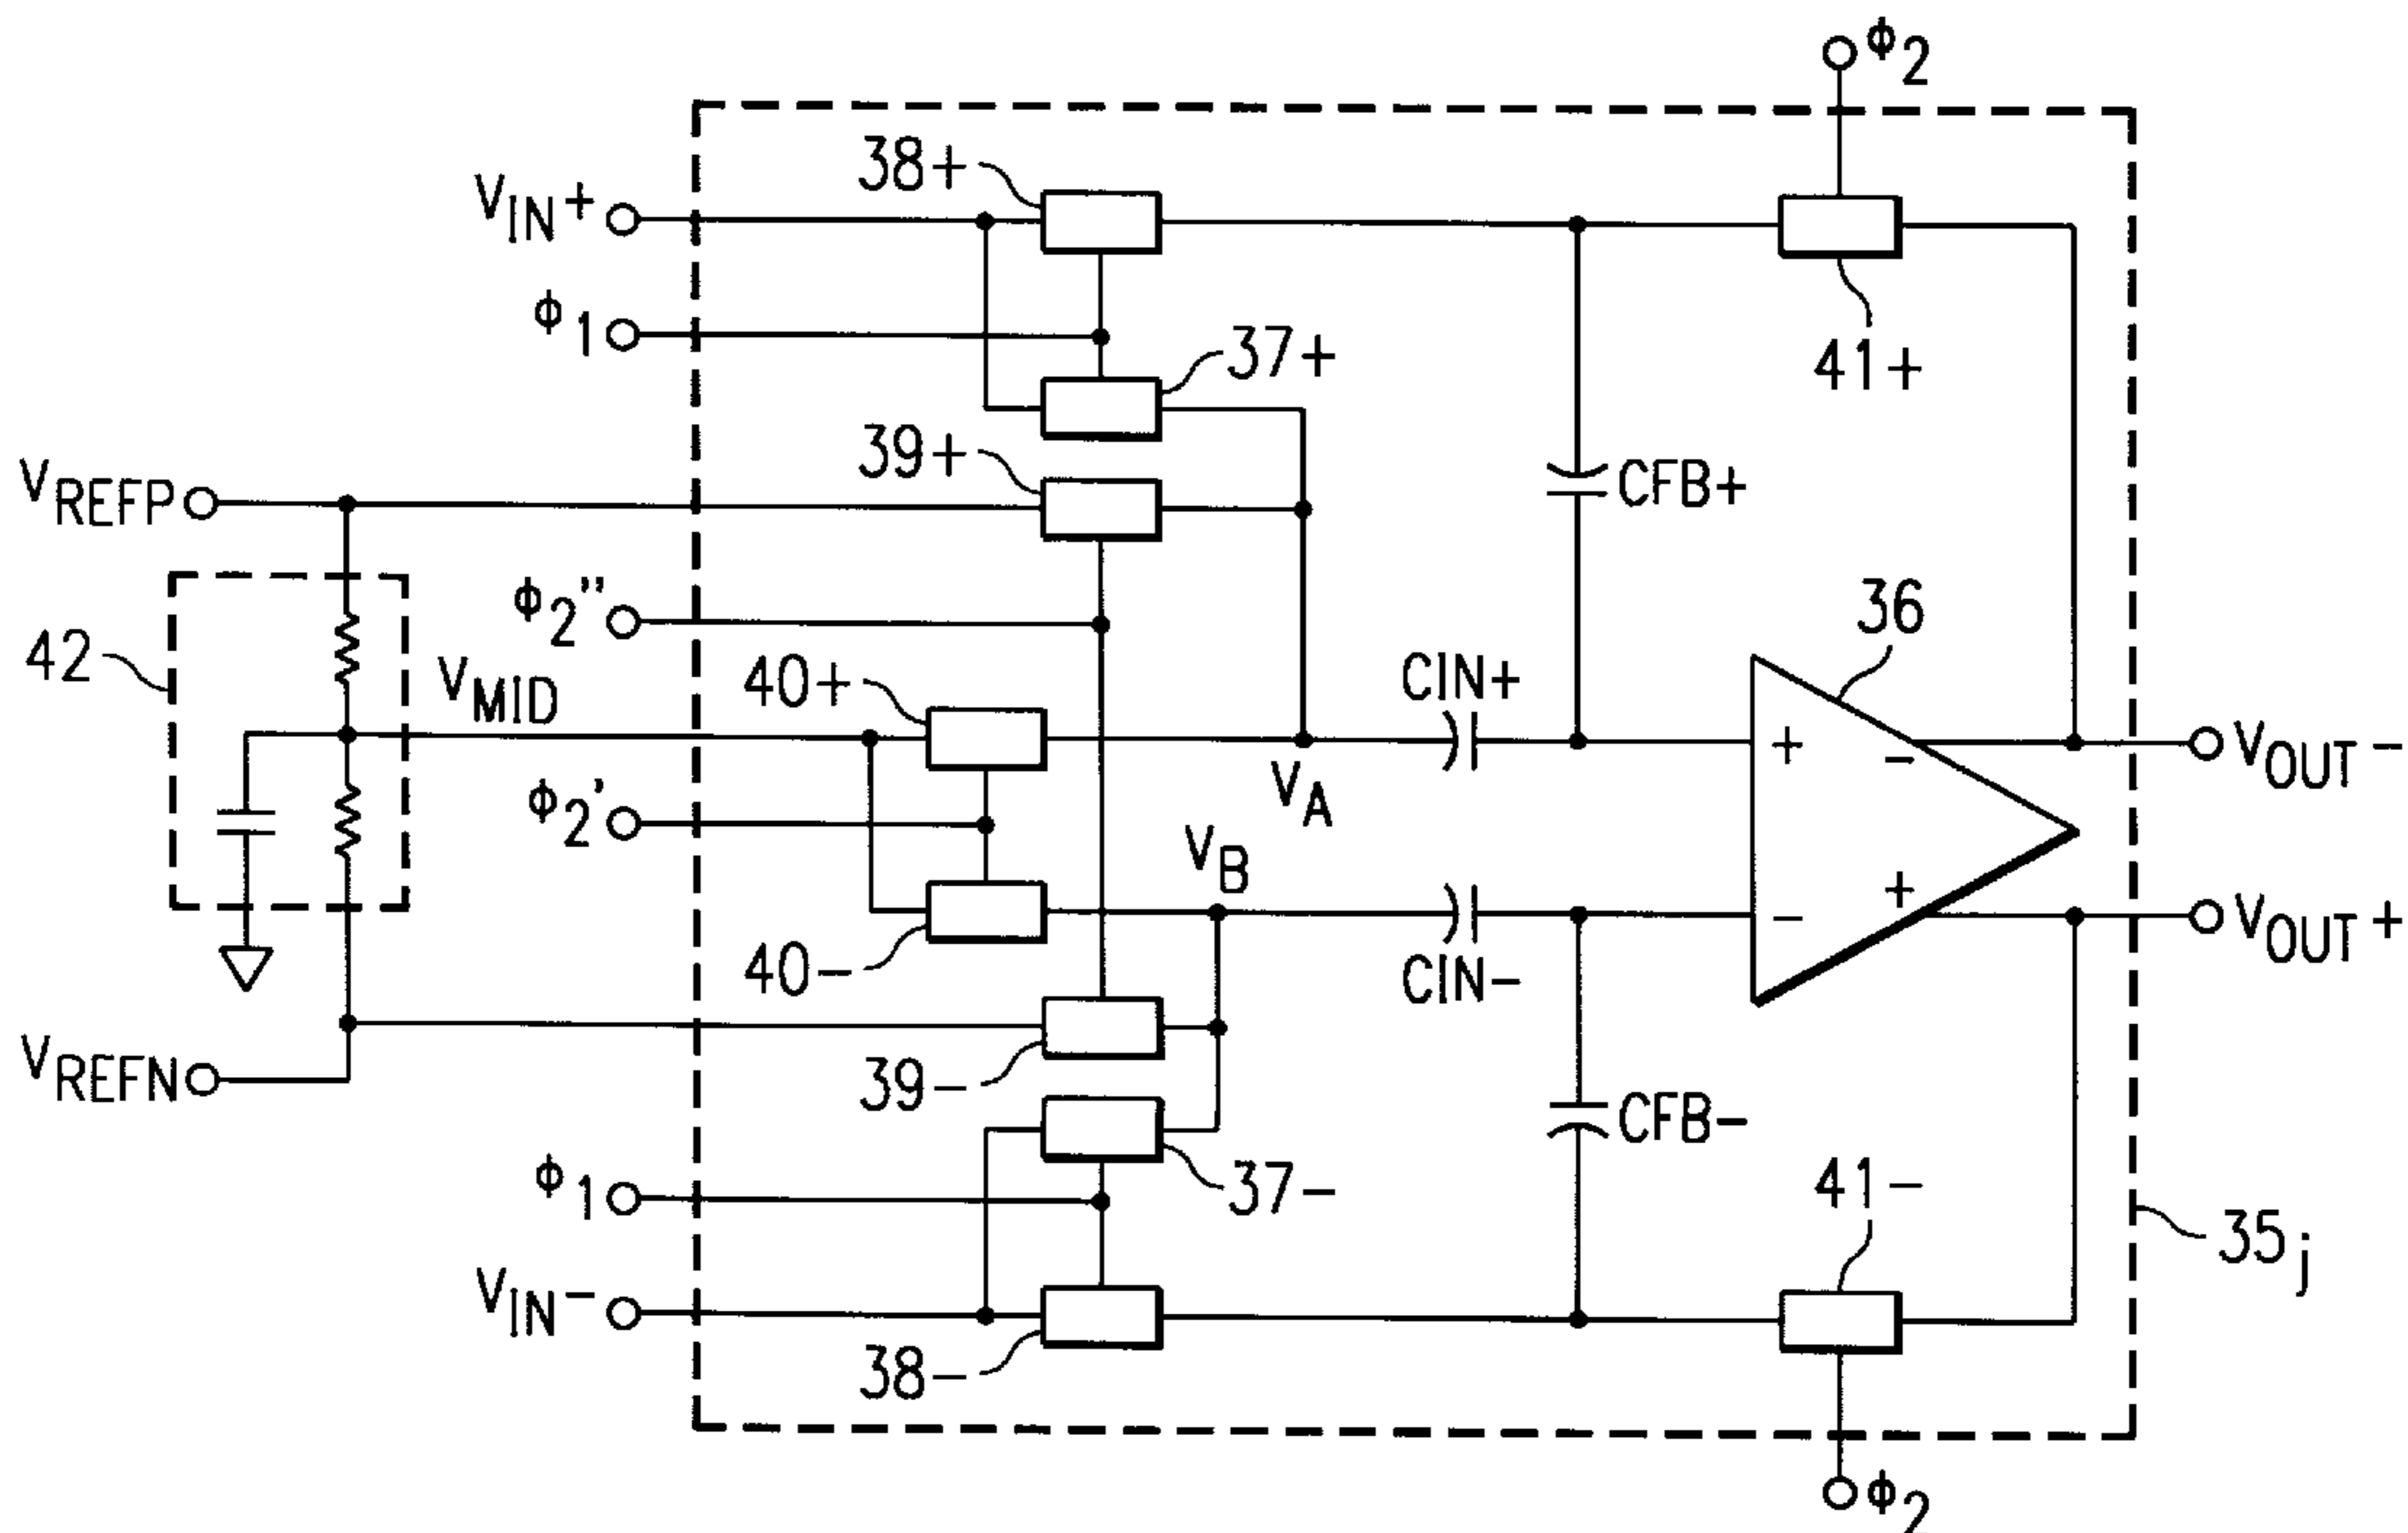 ϕ2
38+
VIN+
ϕ1
37+
41+
39+
VREFP
CFB+
ϕ2"
36
42
VMID
40+
CIN+
VOUT-
+
-
ϕ2'
VA
VB
+
-
VOUT+
40-
CIN-
VREFN
39-
CFB-
ϕ1
37-
41-
35j
VIN-
38-
ϕ2